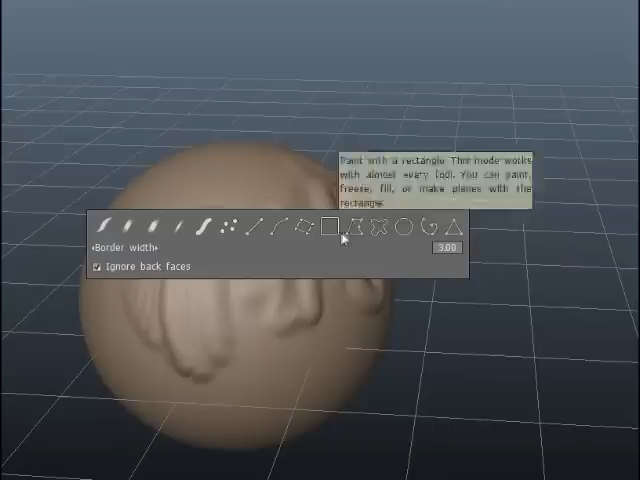 Paint with a rectangle. This mode works
with almost every tool. You can paint,
freeze, fill, or make planes with the
rectangle.
Border width
3.00
Ignore back faces